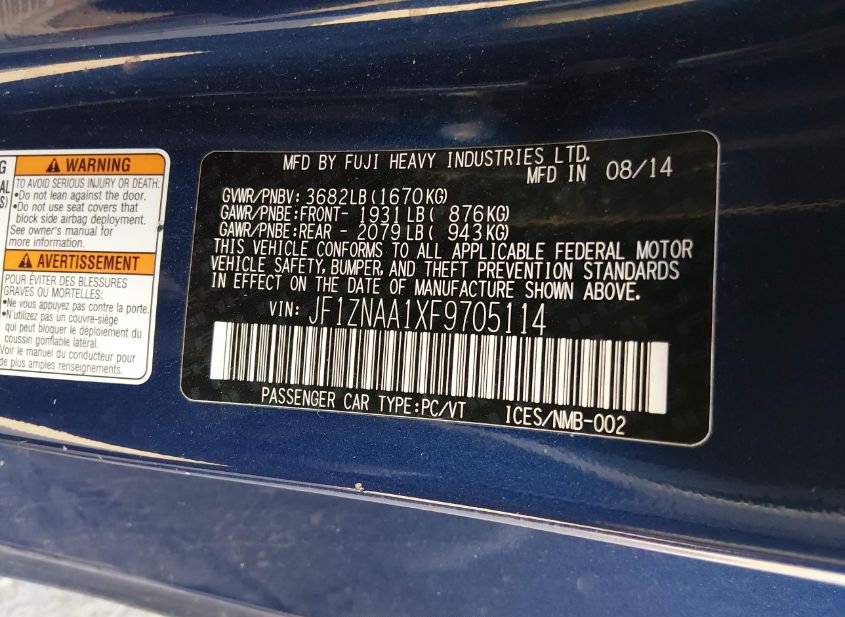 WARNING
TO AVOID SERIOUS INJURY OR DEATH:
•Do not lean against the door.
•Do not use seat covers that
block side airbag deployment.
See owner's manual for
more information.
AVERTISSEMENT
POUR ÉVITER DES BLESSURES
GRAVES OU MORTELLES:
•Ne vous appuyez pas contre la porte.
•N'utilizez pas un couvre-siège
qui peut bloquer le déploiement du
coussin gonflable latéral.
Voir le manuel du conducteur pour
de plus amples renseignements.
MFD BY FUJI HEAVY INDUSTRIES LTD.
MFD IN 08/14
GVWR/PNBV: 3682LB(1670KG)
GAWR/PNBE:FRONT- 1931LB( 876KG)
GAWR/PNBE:REAR - 2079LB( 943KG)
THIS VEHICLE CONFORMS TO ALL APPLICABLE FEDERAL MOTOR
VEHICLE SAFETY, BUMPER, AND THEFT PREVENTION STANDARDS
IN EFFECT ON THE DATE OF MANUFACTURE SHOWN ABOVE.
VIN: JF1ZNAA1XF9705114
PASSENGER CAR TYPE:PC/VT ICES/NMB-002